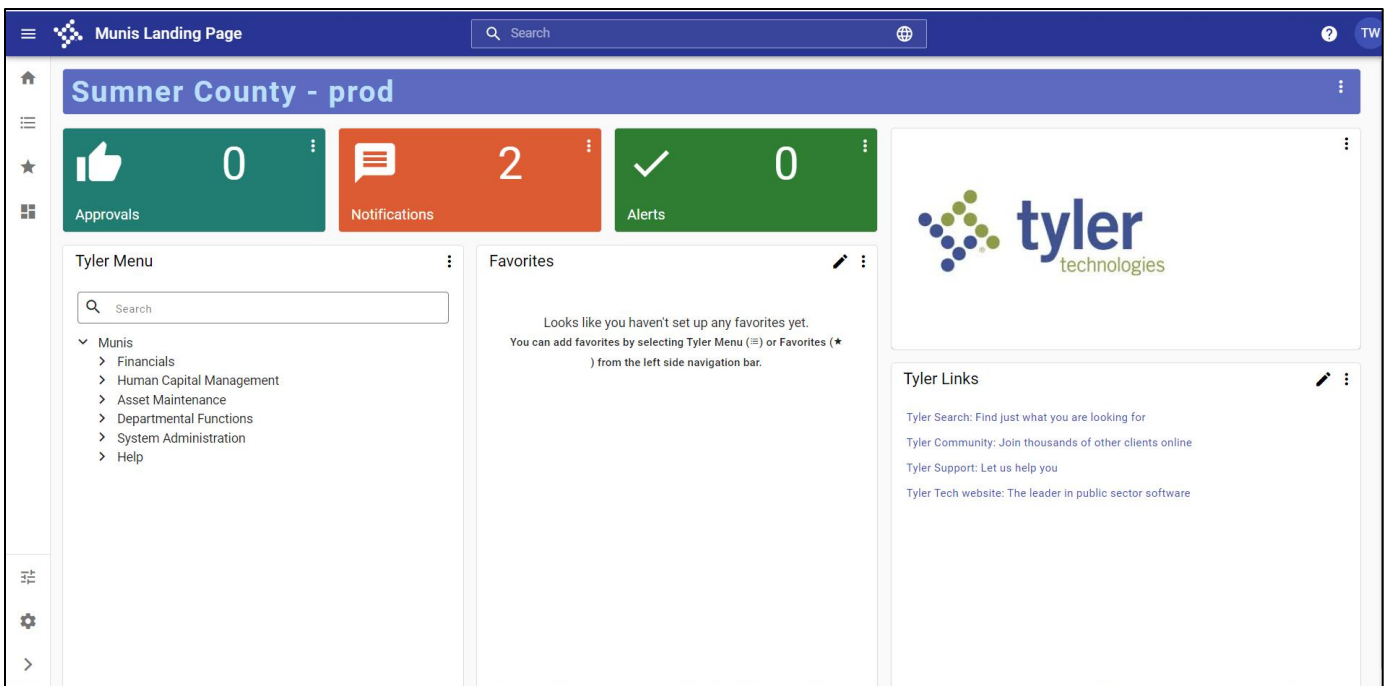 Munis Landing Page
Search
TW
Sumner County - prod
0
Approvals
2
Notifications
0
Alerts
tyler
technologies
Tyler Menu
Search
Munis
Financials
Human Capital Management
Asset Maintenance
Departmental Functions
System Administration
Help
Favorites
Looks like you haven't set up any favorites yet.
You can add favorites by selecting Tyler Menu (≔) or Favorites (★
) from the left side navigation bar.
Tyler Links
Tyler Search: Find just what you are looking for
Tyler Community: Join thousands of other clients online
Tyler Support: Let us help you
Tyler Tech website: The leader in public sector software